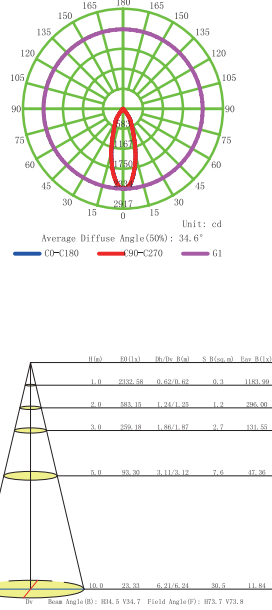 180
150 165 165 150
135 135
120 120
105 105
90 90
75 75
60 60
45 45
30 30
15 0 15
583
1167
1750
2917
Unit: cd
Average Diffuse Angle(50%): 34.6°
C0-C180 C90-C270 G1
H(m) E0(lx) Dh/Dv B(m) S B(sq.m) Eav B(lx)
1.0 2332.58 0.62/0.62 0.3 1183.99
2.0 583.15 1.24/1.25 1.2 296.00
3.0 259.18 1.86/1.87 2.7 131.55
5.0 93.30 3.11/3.12 7.6 47.36
10.0 23.33 6.21/6.24 30.5 11.84
Dv Beam Angle(B): H34.5 V34.7 Field Angle(F): H73.7 V73.8